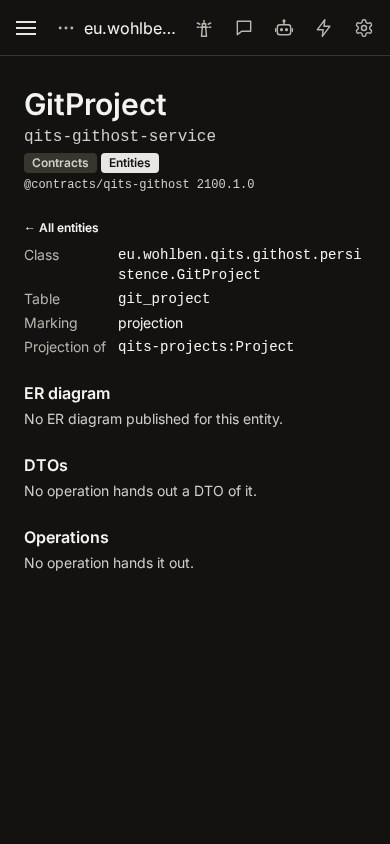 eu.wohlbe...
GitProject
qits-githost-service
Contracts Entities
@contracts/qits-githost 2100.1.0
← All entities
Class eu.wohlben.qits.githost.persi
stence.GitProject
Table git_project
Marking projection
Projection of qits-projects:Project
ER diagram
No ER diagram published for this entity.
DTOs
No operation hands out a DTO of it.
Operations
No operation hands it out.